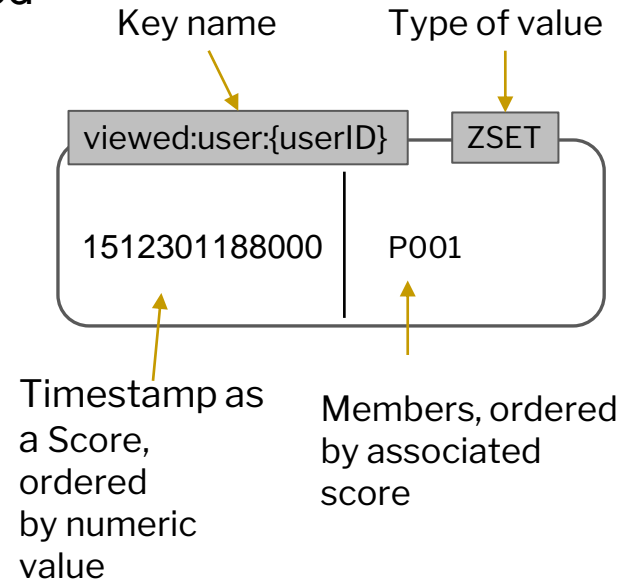 Key name
Type of value
viewed:user:{userID}
ZSET
1512301188000
P001
Timestamp as
a Score,
ordered
by numeric
value
Members, ordered
by associated
score